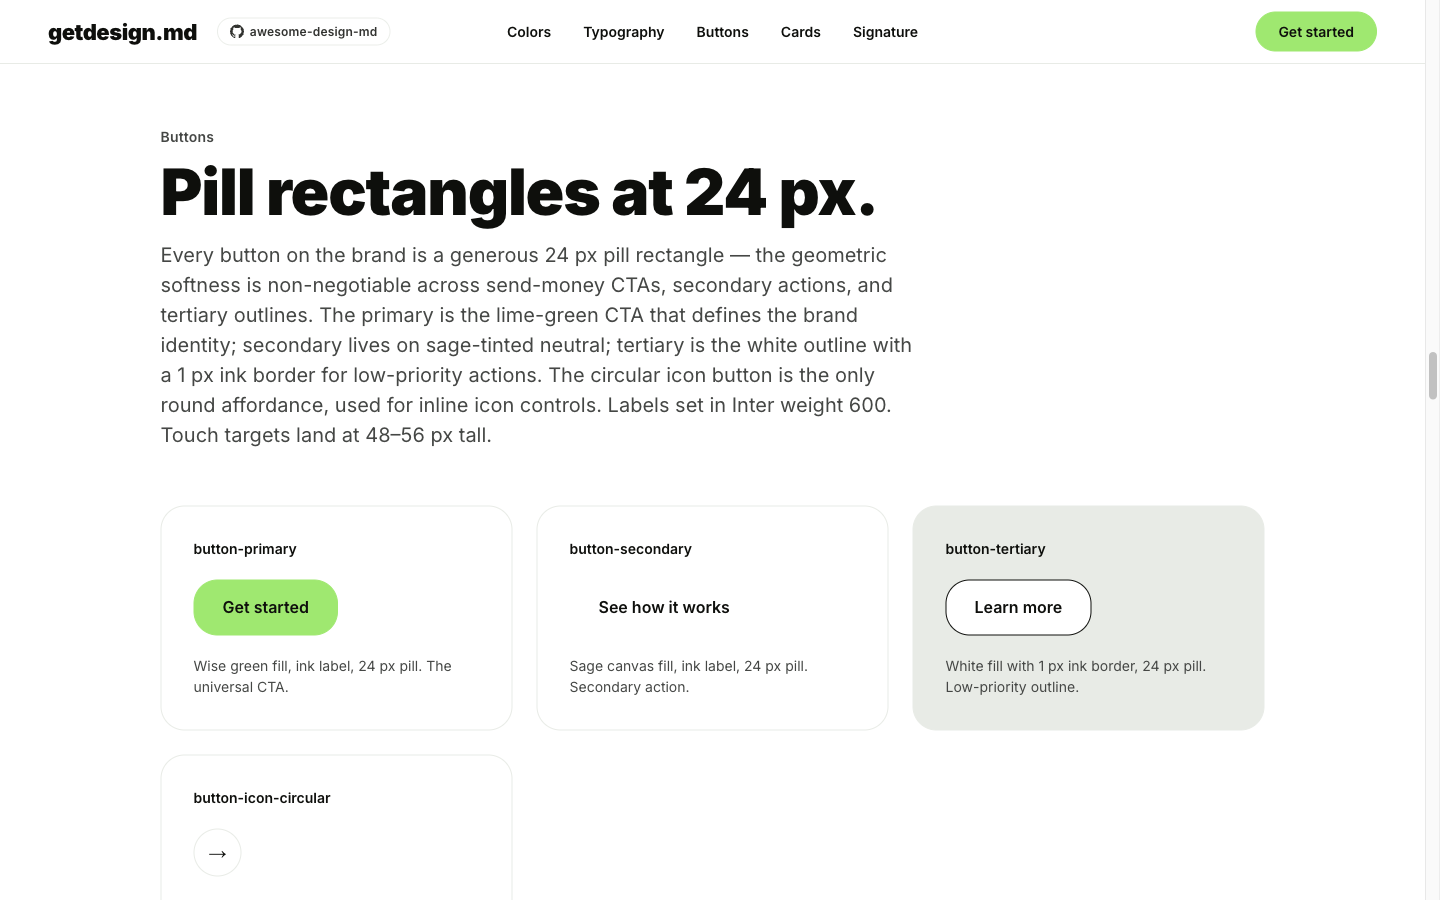 getdesign.md
awesome-design-md
Colors
Typography
Buttons
Cards
Signature
Get started
Buttons
Pill rectangles at 24 px.
Every button on the brand is a generous 24 px pill rectangle — the geometric
softness is non-negotiable across send-money CTAs, secondary actions, and
tertiary outlines. The primary is the lime-green CTA that defines the brand
identity; secondary lives on sage-tinted neutral; tertiary is the white outline with
a 1 px ink border for low-priority actions. The circular icon button is the only
round affordance, used for inline icon controls. Labels set in Inter weight 600.
Touch targets land at 48–56 px tall.
button-primary
Get started
Wise green fill, ink label, 24 px pill. The
universal CTA.
button-secondary
See how it works
Sage canvas fill, ink label, 24 px pill.
Secondary action.
button-tertiary
Learn more
White fill with 1 px ink border, 24 px pill.
Low-priority outline.
button-icon-circular
→